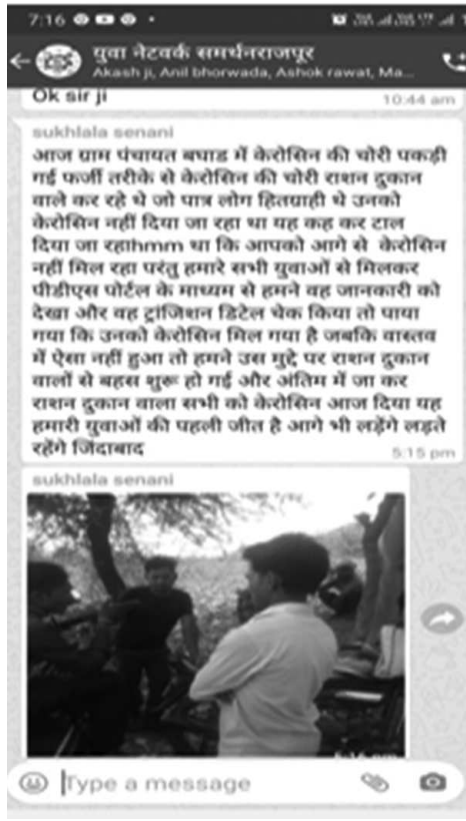 7:16
युवा नेटवर्क समर्थनराजपूर
Akash ji, Anil bhorwada, Ashok rawat, Ma...
Ok sir ji
10:44 am
sukhlala senani
आज ग्राम पंचायत बघाड में केरोसिन की चोरी पकड़ी
गई फर्जी तरीके से केरोसिन की चोरी राशन दुकान
वाले कर रहे थे जो पात्र लोग हितग्राही थे उनको
केरोसिन नहीं दिया जा रहा था यह कह कर टाल
दिया जा रहाhmm था कि आपको आगे से केरोसिन
नहीं मिल रहा परंतु हमारे सभी युवाओं से मिलकर
पीडीएस पोर्टल के माध्यम से हमने वह जानकारी को
देखा और वह ट्रांजिशन डिटेल चेक किया तो पाया
गया कि उनको केरोसिन मिल गया है जबकि वास्तव
में ऐसा नहीं हुआ तो हमने उस मुद्दे पर राशन दुकान
वालों से बहस शुरू हो गई और अंतिम में जा कर
राशन दुकान वाला सभी को केरोसिन आज दिया यह
हमारी युवाओं की पहली जीत है आगे भी लड़ेंगे लड़ते
रहेंगे जिंदाबाद
5:15 pm
sukhlala senani
5:16 pm
Type a message